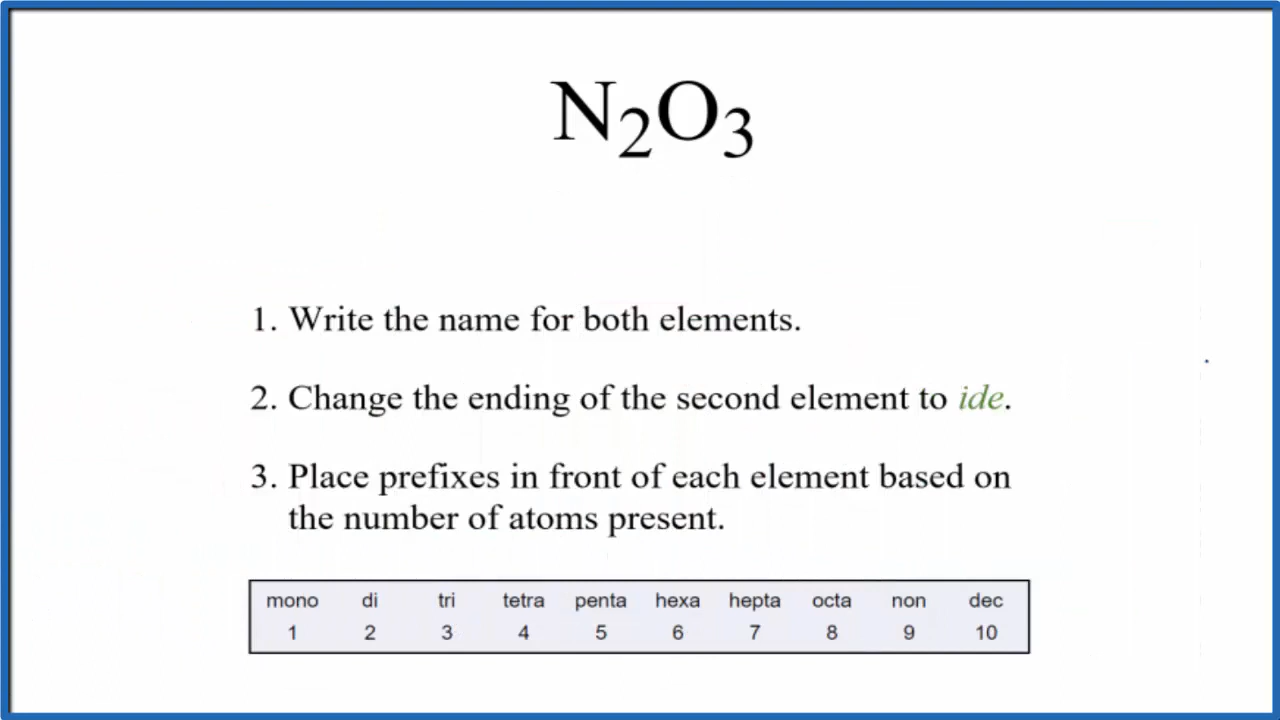 N₂O₃
1. Write the name for both elements.
2. Change the ending of the second element to ide.
3. Place prefixes in front of each element based on
the number of atoms present.
mono di tri tetra penta hexa hepta octa non dec
1 2 3 4 5 6 7 8 9 10